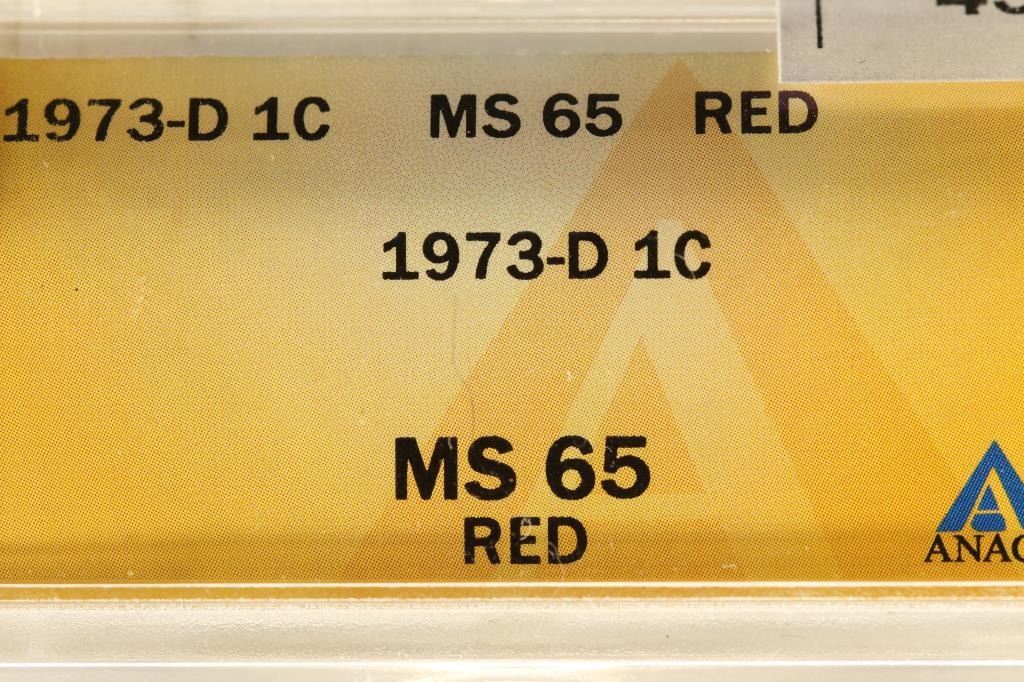 1973-D 1C MS 65 RED
1973-D 1C
MS 65
RED
ANAC